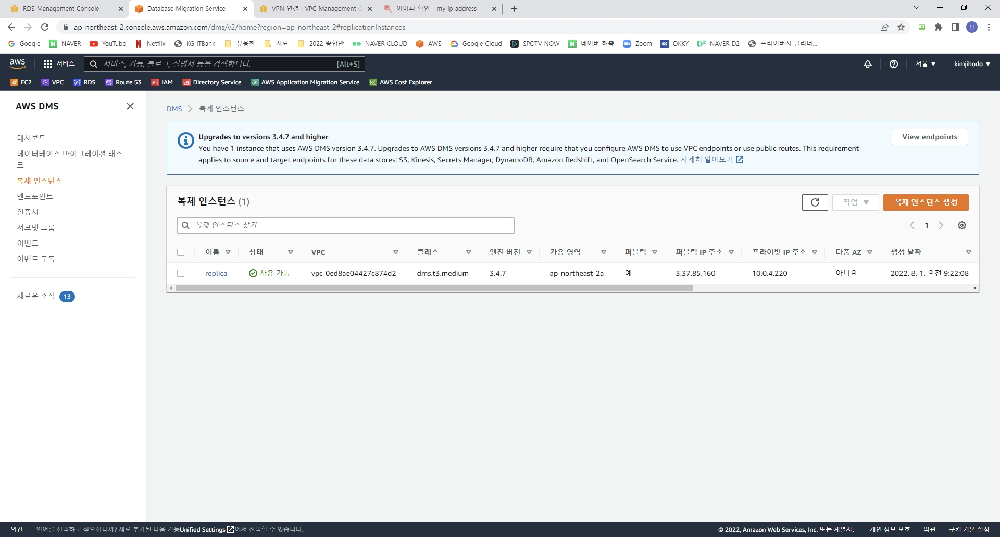 RDS Management Console
Database Migration Service
VPN 연결 | VPC Management C
아이피 확인 - my ip address
ap-northeast-2.console.aws.amazon.com/dms/v2/home?region=ap-northeast-2#replicationInstances
임
Google NAVER YouTube Netflix KG ITBank 유용한 자료 2022 종합반 NAVER CLOUD AWS Google Cloud SPOTV NOW 네이버 해축 Zoom OKKY NAVER D2 프라이버시 클리너...
aws 서비스 서비스, 기능, 블로그, 설명서 등을 검색합니다. [Alt+S] 서울 kimjihodo
EC2 VPC RDS Route 53 IAM Directory Service AWS Application Migration Service AWS Cost Explorer
AWS DMS
대시보드
데이터베이스 마이그레이션 태스
크
복제 인스턴스
엔드포인트
인증서
서브넷 그룹
이벤트
이벤트 구독
새로운 소식 13
DMS 복제 인스턴스
Upgrades to versions 3.4.7 and higher
You have 1 instance that uses AWS DMS version 3.4.7. Upgrades to AWS DMS versions 3.4.7 and higher require that you configure AWS DMS to use VPC endpoints or use public routes. This requirement
applies to source and target endpoints for these data stores: S3, Kinesis, Secrets Manager, DynamoDB, Amazon Redshift, and OpenSearch Service. 자세히 알아보기
View endpoints
복제 인스턴스 (1)
작업
복제 인스턴스 생성
복제 인스턴스 찾기
1
이름 상태 VPC 클래스 엔진 버전 가용 영역 퍼블릭 퍼블릭 IP 주소 프라이빗 IP 주소 다중 AZ 생성 날짜
replica 사용 가능 vpc-0ed8ae04427c874d2 dms.t3.medium 3.4.7 ap-northeast-2a 예 3.37.85.160 10.0.4.220 아니요 2022. 8. 1. 오전 9:22:08
의견 언어를 선택하고 싶으십니까? 새로 추가된 다음 기능Unified Settings에서 선택할 수 있습니다. © 2022, Amazon Web Services, Inc. 또는 계열사. 개인 정보 보호 약관 쿠키 기본 설정